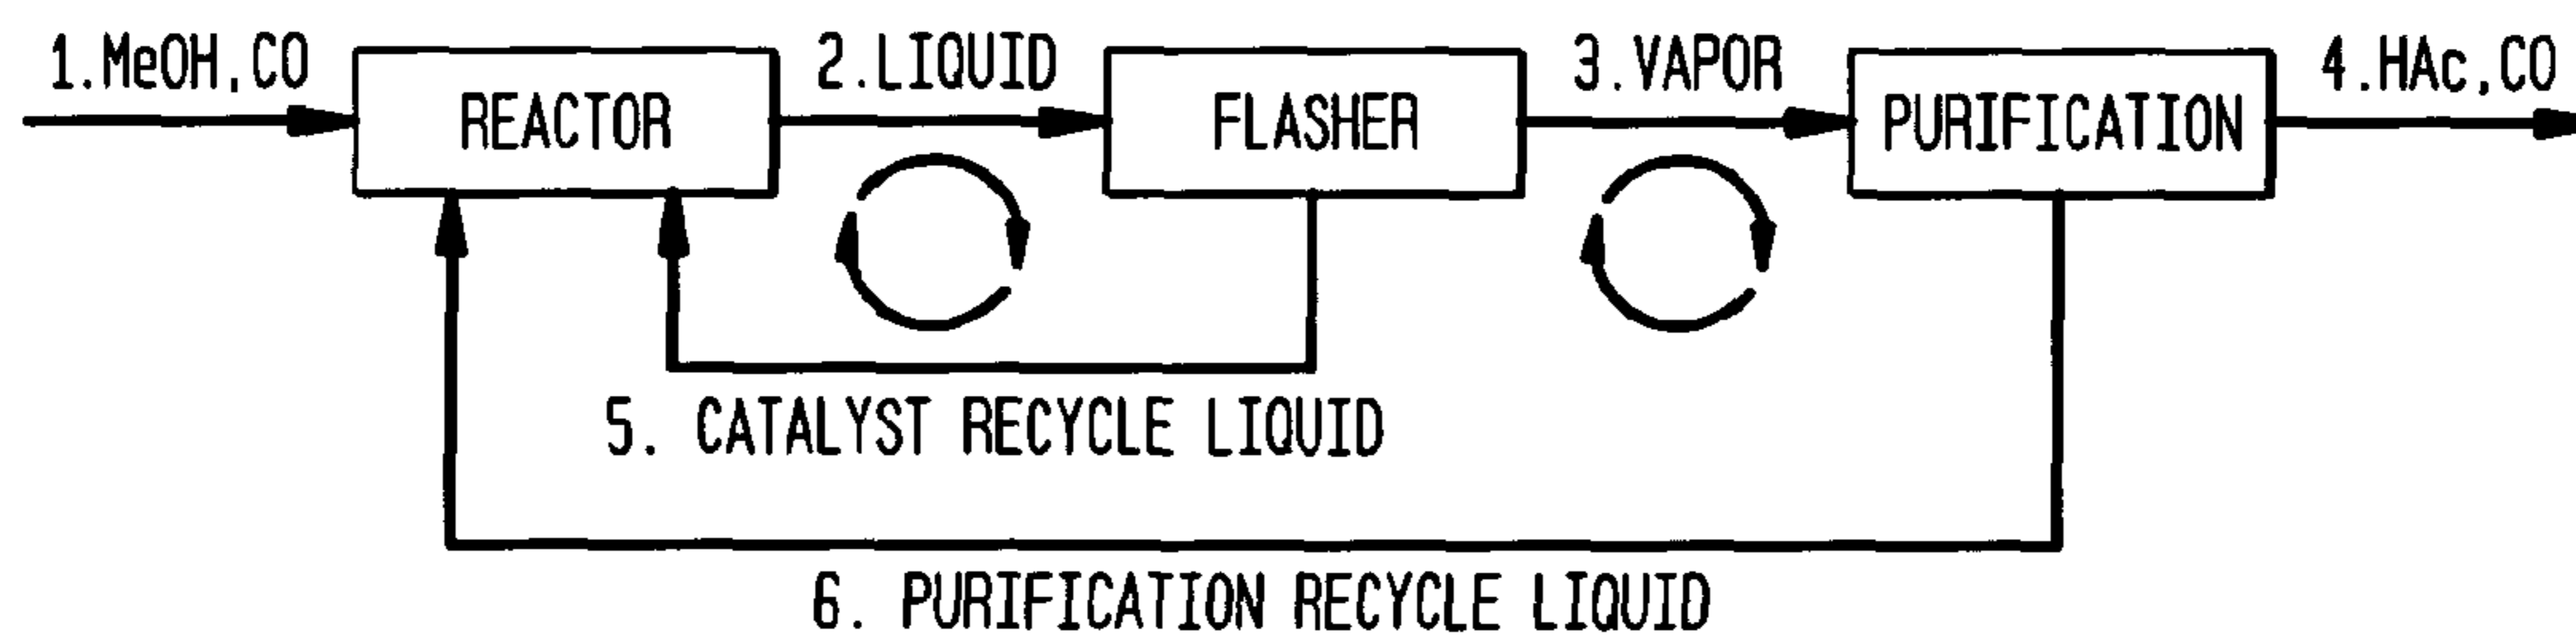 1.MeOH,CO
REACTOR
2.LIQUID
FLASHER
3.VAPOR
PURIFICATION
4.HAc,CO
5. CATALYST RECYCLE LIQUID
6. PURIFICATION RECYCLE LIQUID